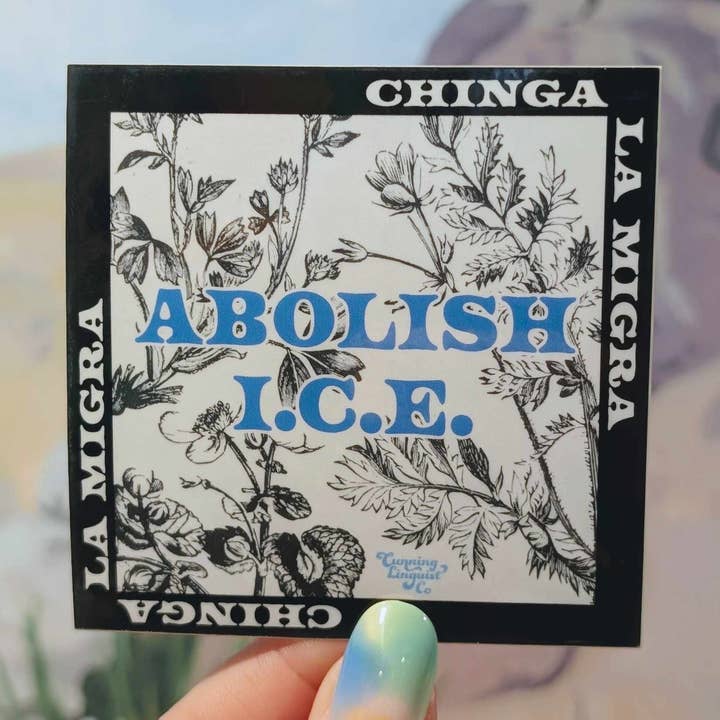 CHINGA
LA MIGRA
ABOLISH
I.C.E.
Cunning
Linguist
Co
CHINGA
LA MIGRA